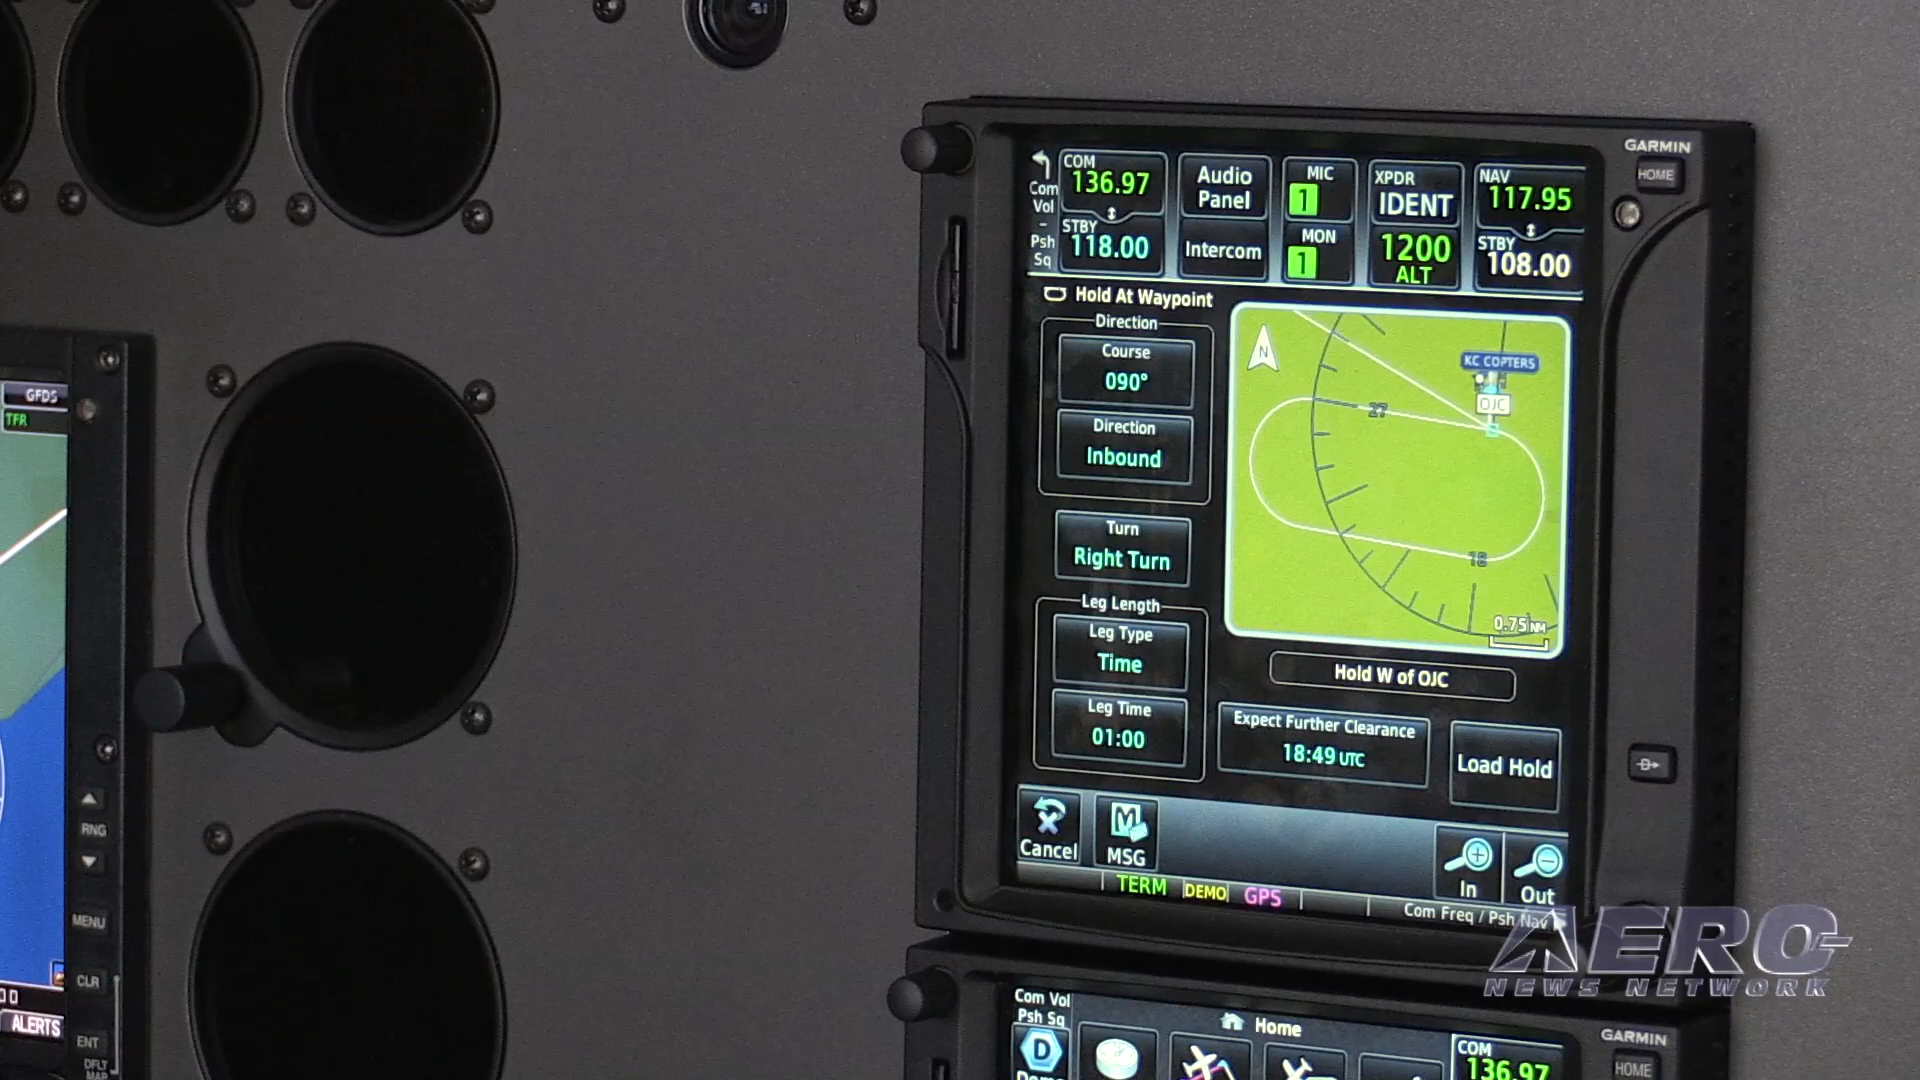 GARMIN
HOME
COM
136.97
STBY
118.00
Com
Vol
-
Psh
Sq
Audio
Panel
Intercom
MIC
1
MON
1
XPDR
IDENT
1200
ALT
NAV
117.95
STBY
108.00
Hold At Waypoint
Direction
Course
090°
Direction
Inbound
Turn
Right Turn
Leg Length
Leg Type
Time
Leg Time
01:00
N
KC COPTERS
OJC
27
18
0.75 NM
Hold W of OJC
Expect Further Clearance
18:49 UTC
Load Hold
Cancel
MSG
In
Out
TERM
DEMO
GPS
Com Freq / Psh Nav
D
GFDS
TFR
RNG
MENU
CLR
ALERTS
ENT
DFLT
MAP
Com Vol
Psh Sq
D
Home
COM
136.97
GARMIN
HOME
AERO-
NEWS NETWORK